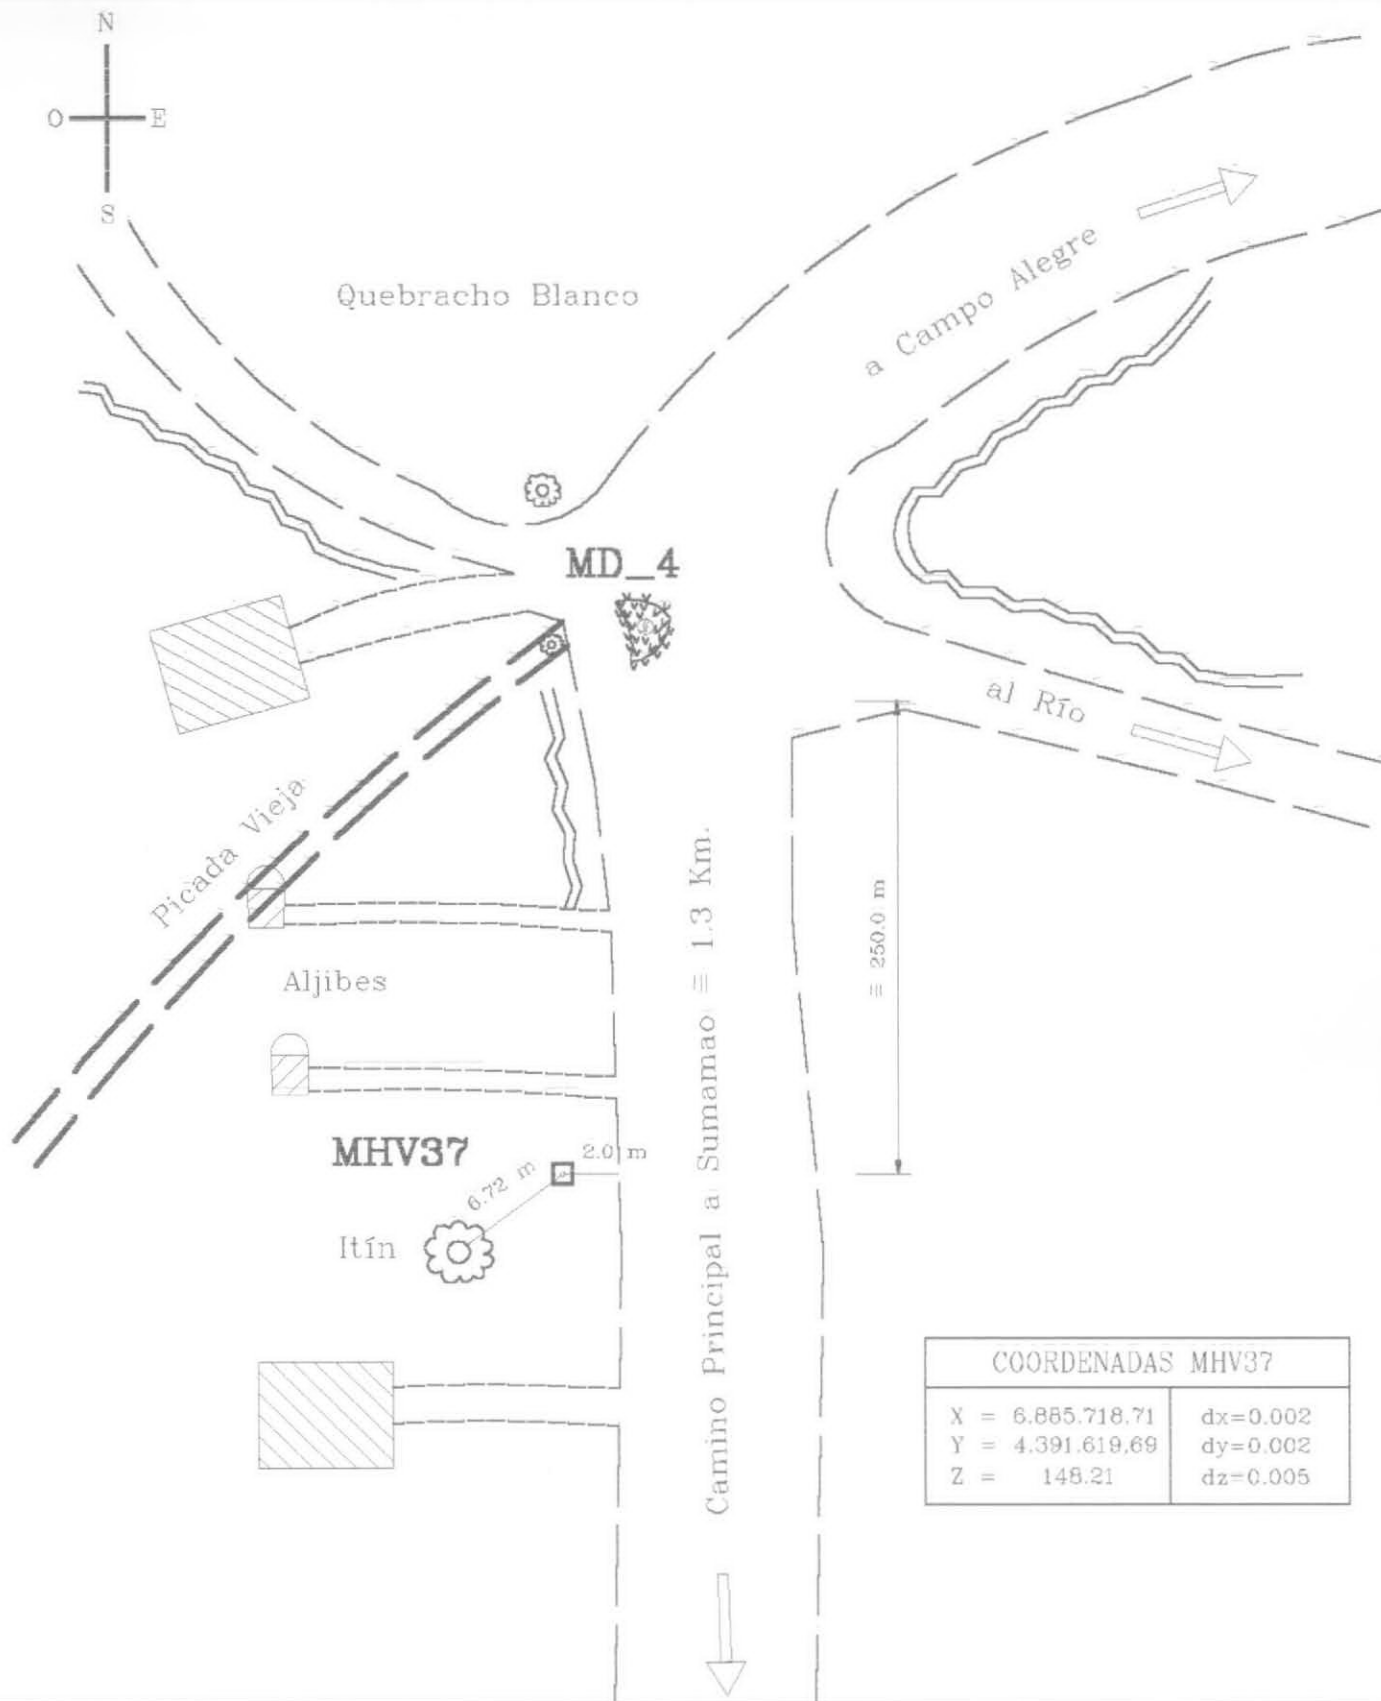 N
O E
S
Quebracho Blanco
a Campo Alegre
MD_4
al Río
Picada Vieja
Camino Principal a Sumamao ≡ 1.3 Km.
≡ 250.0 m
Aljibes
MHV37
2.0 m
6.72 m
Itín
COORDENADAS MHV37
X = 6.885.718.71 dx=0.002
Y = 4.391.619.69 dy=0.002
Z = 148.21 dz=0.005